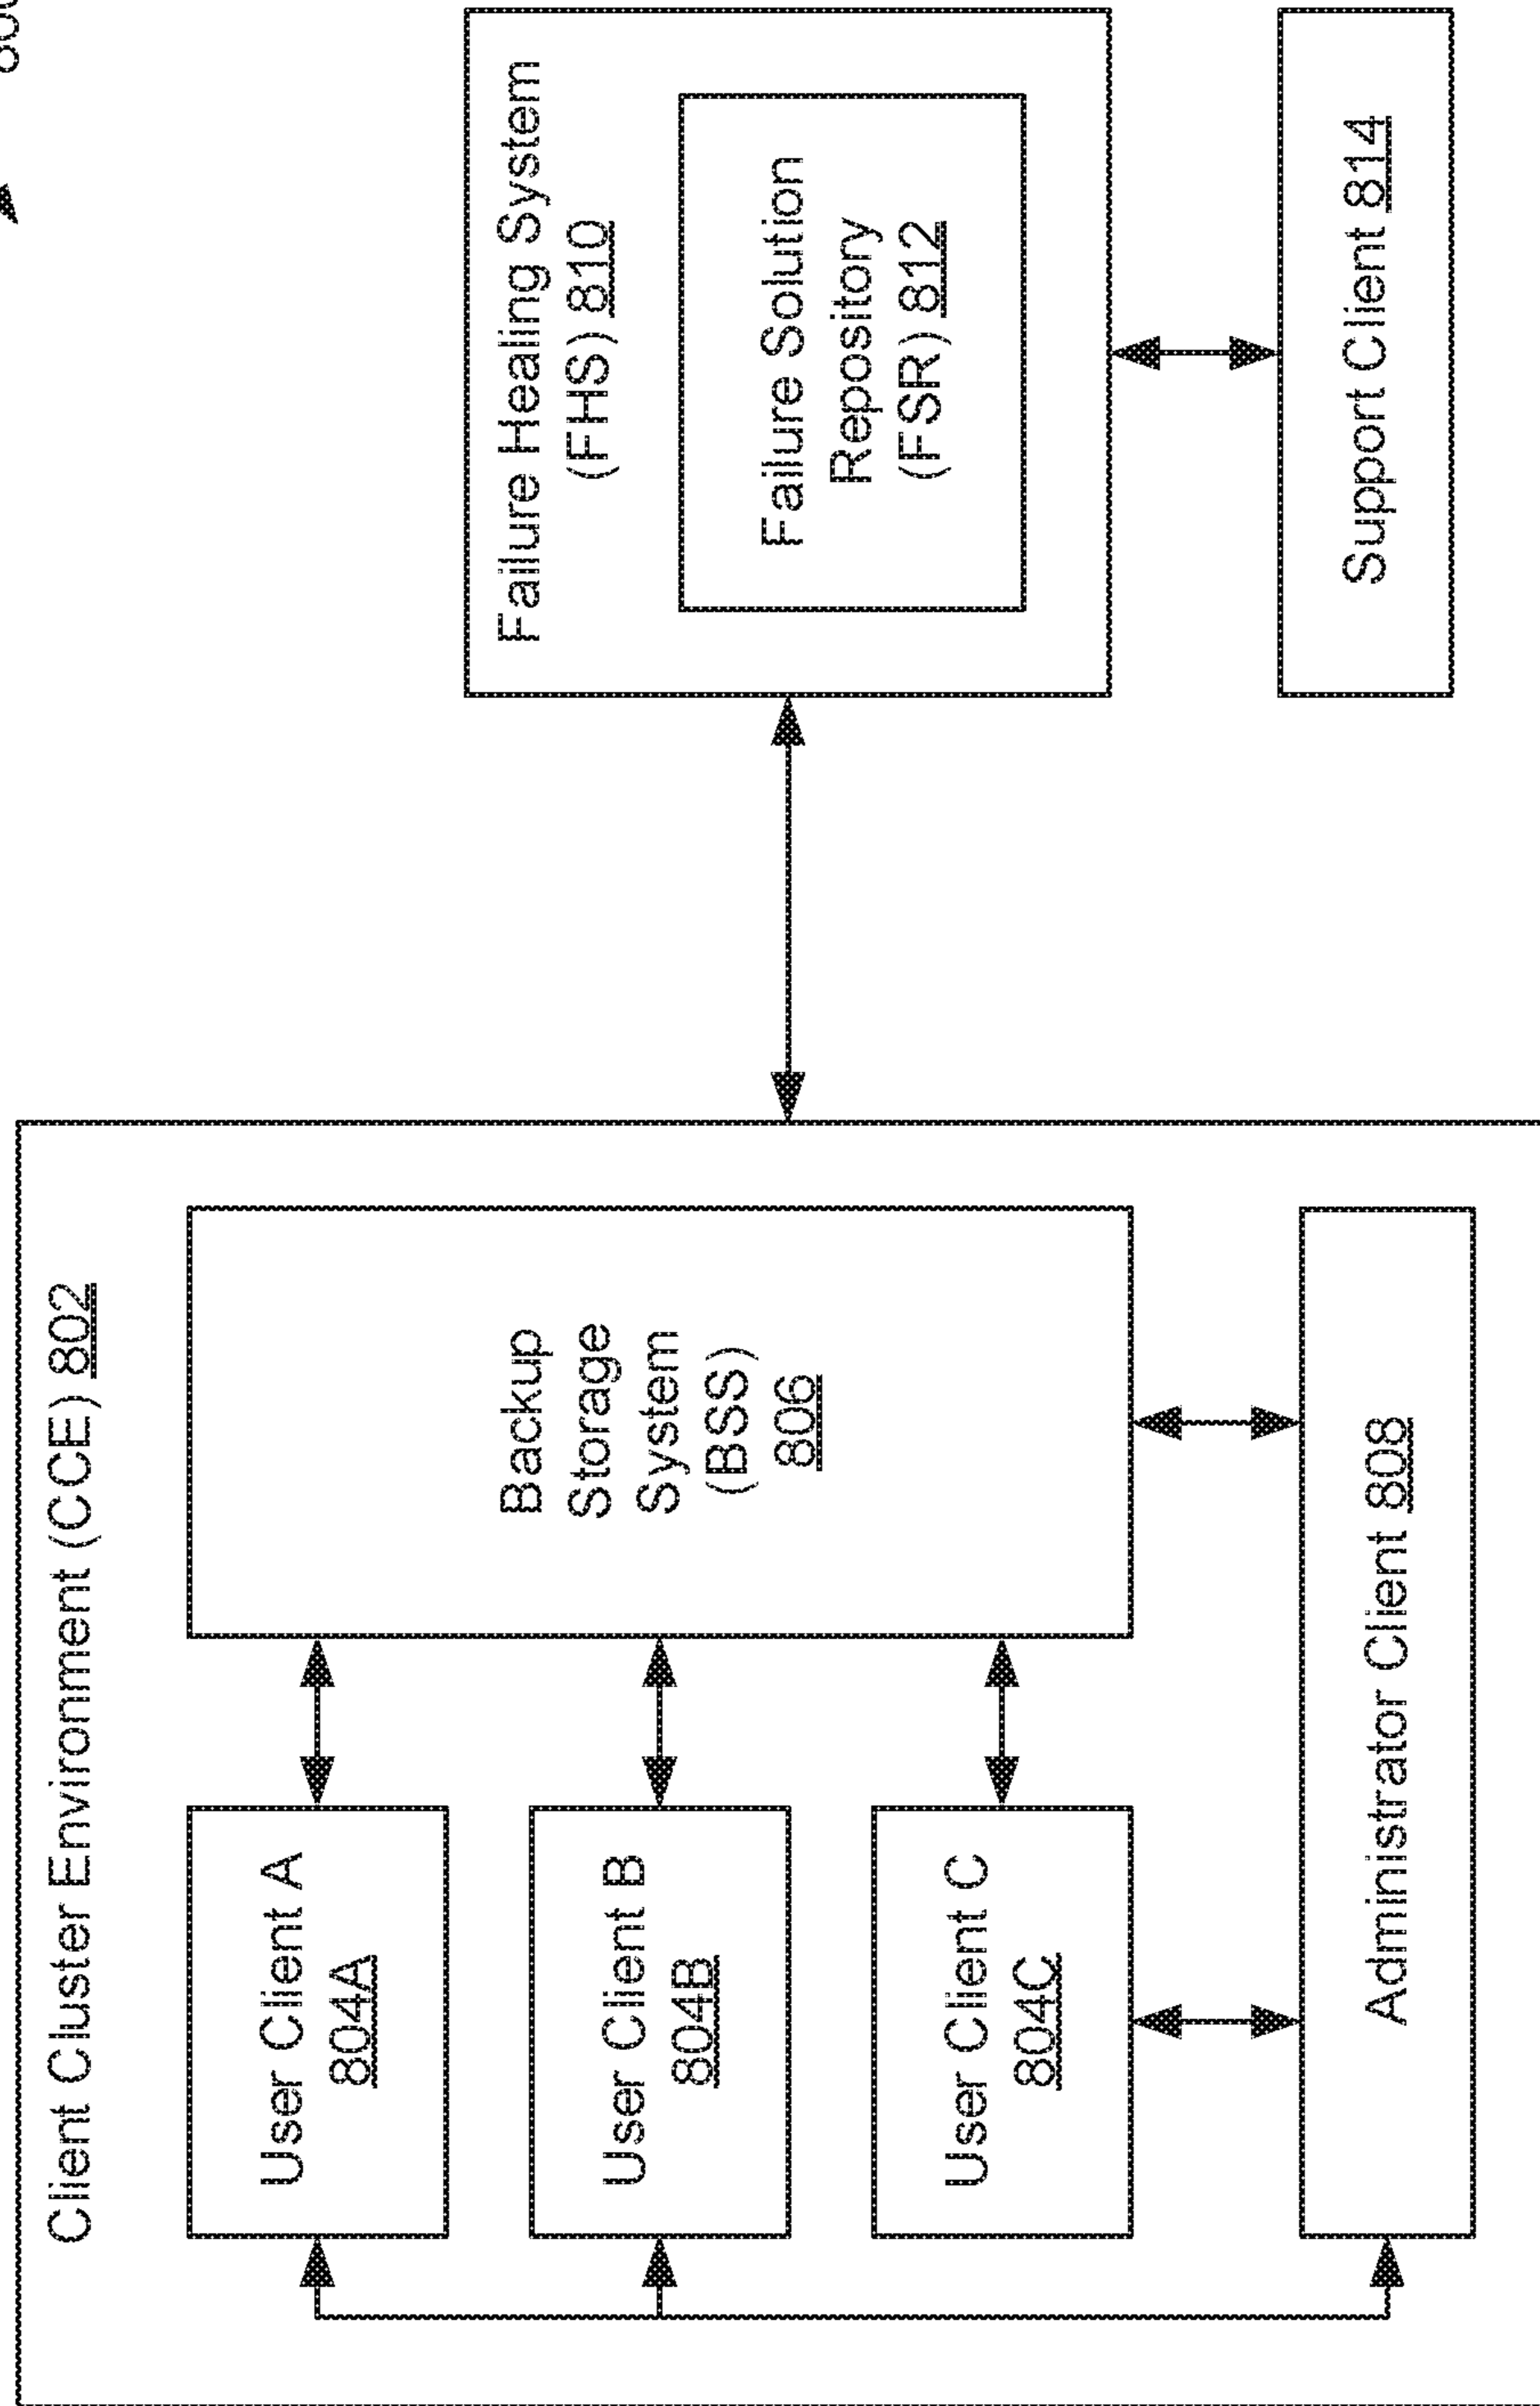 Client Cluster Environment (CCE) 802
User Client A
804A
User Client B
804B
User Client C
804C
Backup
Storage
System
(BSS)
806
Administrator Client 808
Failure Healing System
(FHS) 810
Failure Solution
Repository
(FSR) 812
Support Client 814